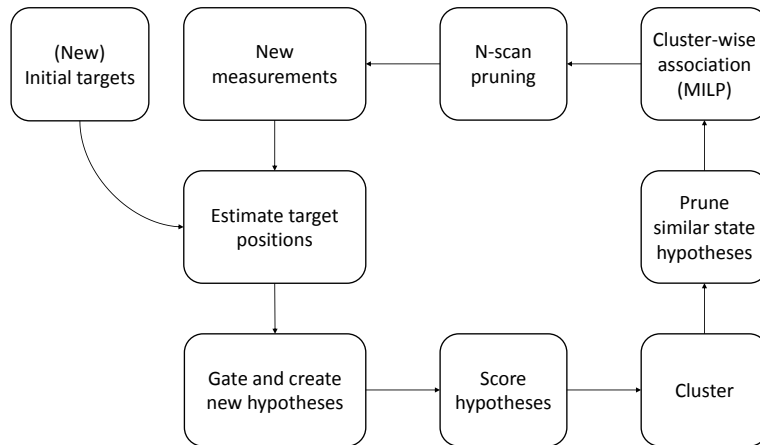 (New)
Initial targets
New
measurements
N-scan
pruning
Cluster-wise
association
(MILP)
Estimate target
positions
Prune
similar state
hypotheses
Gate and create
new hypotheses
Score
hypotheses
Cluster